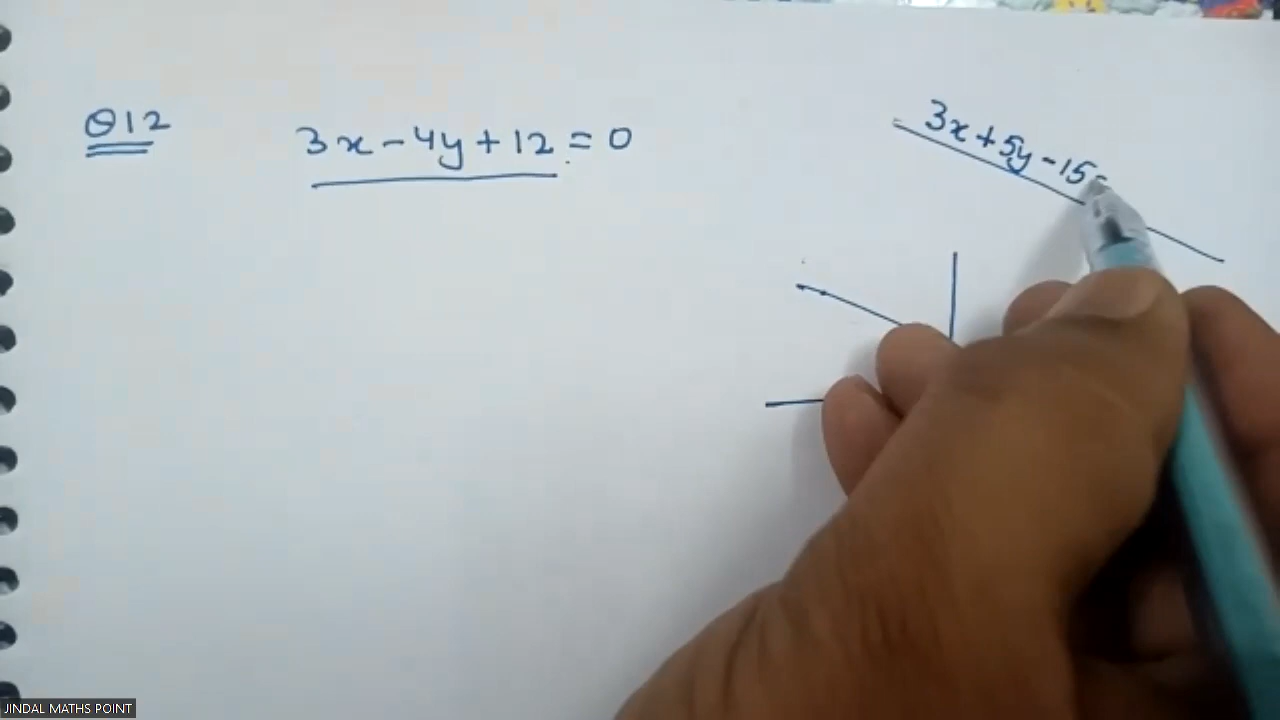 Q12
3x - 4y + 12 = 0
3x + 5y - 15 =
JINDAL MATHS POINT